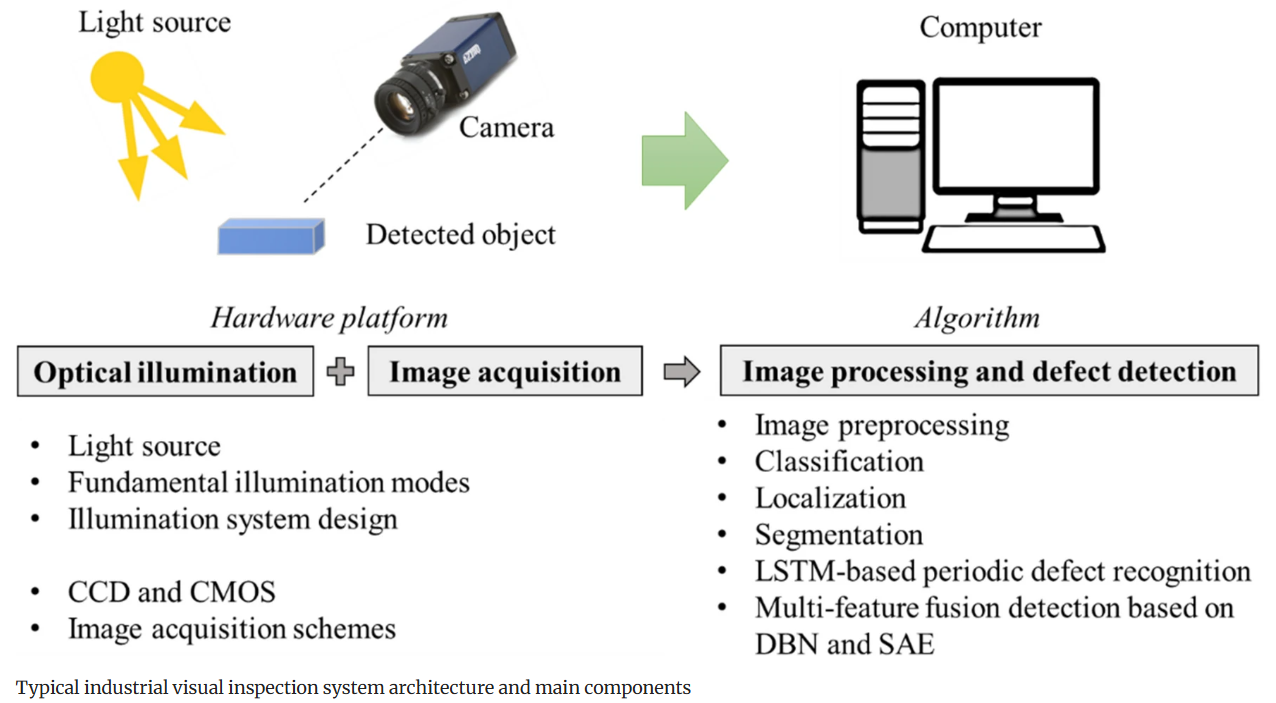 Light source
Camera
Detected object
Computer
Hardware platform
Algorithm
Optical illumination
Image acquisition
Image processing and defect detection
• Light source
• Fundamental illumination modes
• Illumination system design
• CCD and CMOS
• Image acquisition schemes
• Image preprocessing
• Classification
• Localization
• Segmentation
• LSTM-based periodic defect recognition
• Multi-feature fusion detection based on
DBN and SAE
Typical industrial visual inspection system architecture and main components